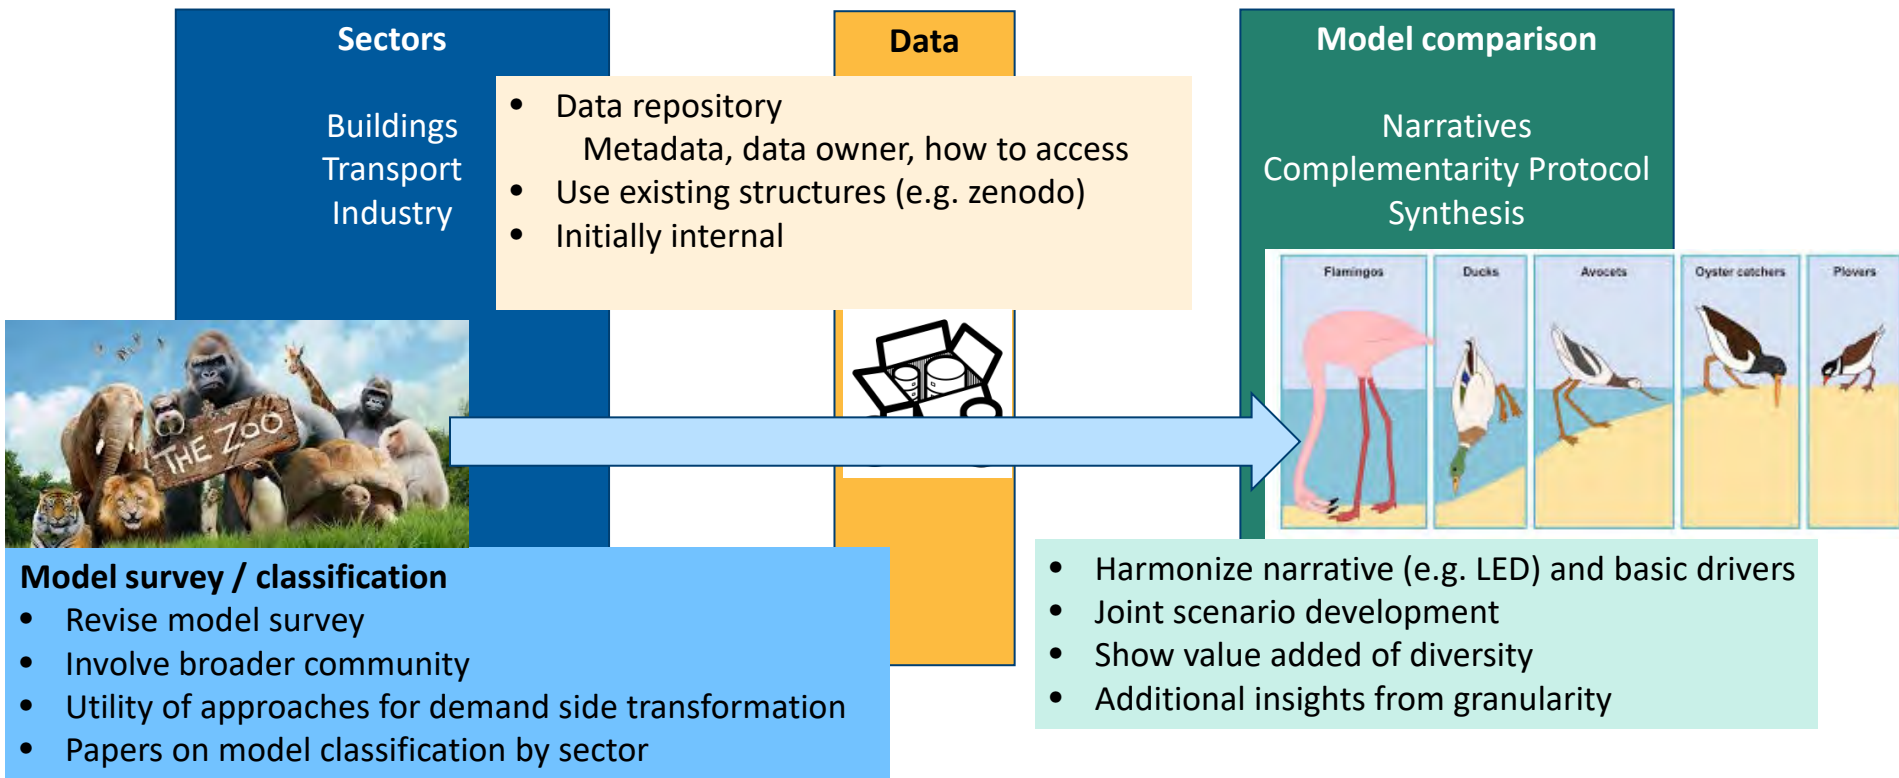 Sectors
Buildings
Transport
Industry
Data
• Data repository
Metadata, data owner, how to access
• Use existing structures (e.g. zenodo)
• Initially internal
Model comparison
Narratives
Complementarity Protocol
Synthesis
Flamingos
Ducks
Avocets
Oyster catchers
Plovers
THE ZOO
Model survey / classification
• Revise model survey
• Involve broader community
• Utility of approaches for demand side transformation
• Papers on model classification by sector
• Harmonize narrative (e.g. LED) and basic drivers
• Joint scenario development
• Show value added of diversity
• Additional insights from granularity